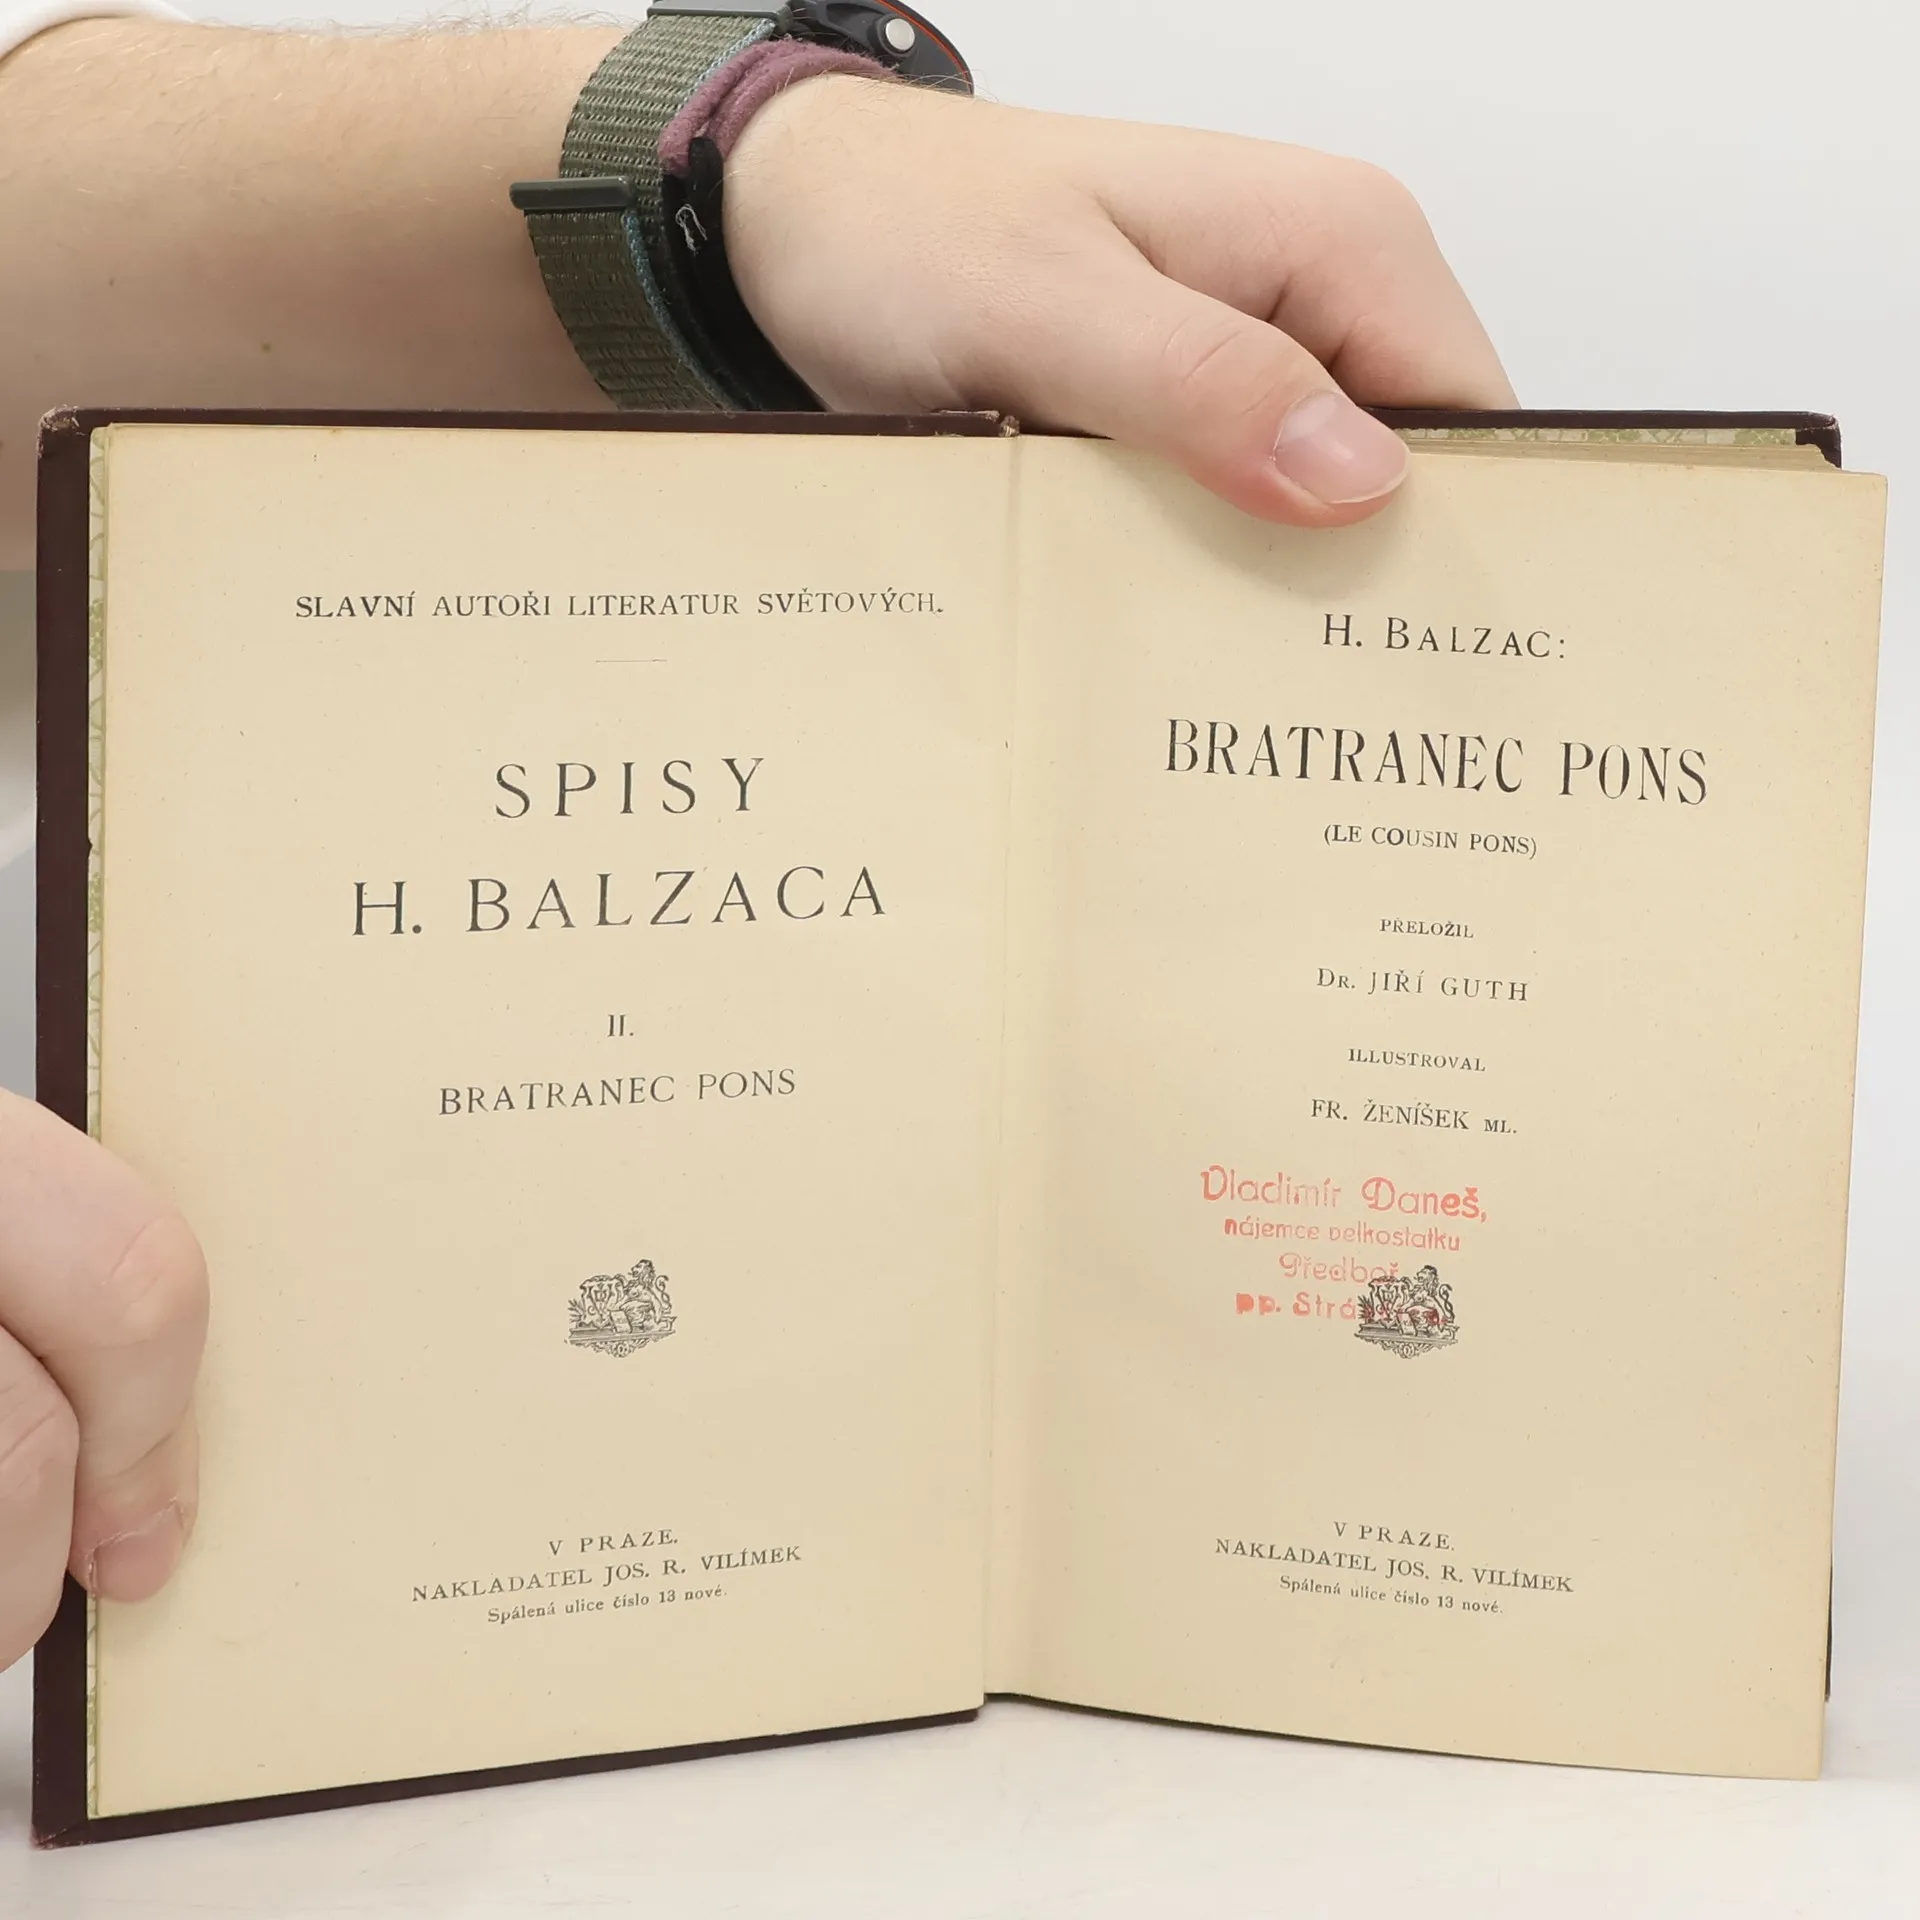 SLAVNÍ AUTOŘI LITERATUR SVĚTOVÝCH.
SPISY
H. BALZACA
II.
BRATRANEC PONS
V PRAZE.
NAKLADATEL JOS. R. VILÍMEK
Spálená ulice číslo 13 nové.
H. BALZAC:
BRATRANEC PONS
(LE COUSIN PONS)
PŘELOŽIL
DR. JIŘÍ GUTH
ILLUSTROVAL
FR. ŽENÍŠEK ML.
Vladimír Daneš,
nájemce velkostatku
Předboř
pp.
V PRAZE.
NAKLADATEL JOS. R. VILÍMEK
Spálená ulice číslo 13 nové.